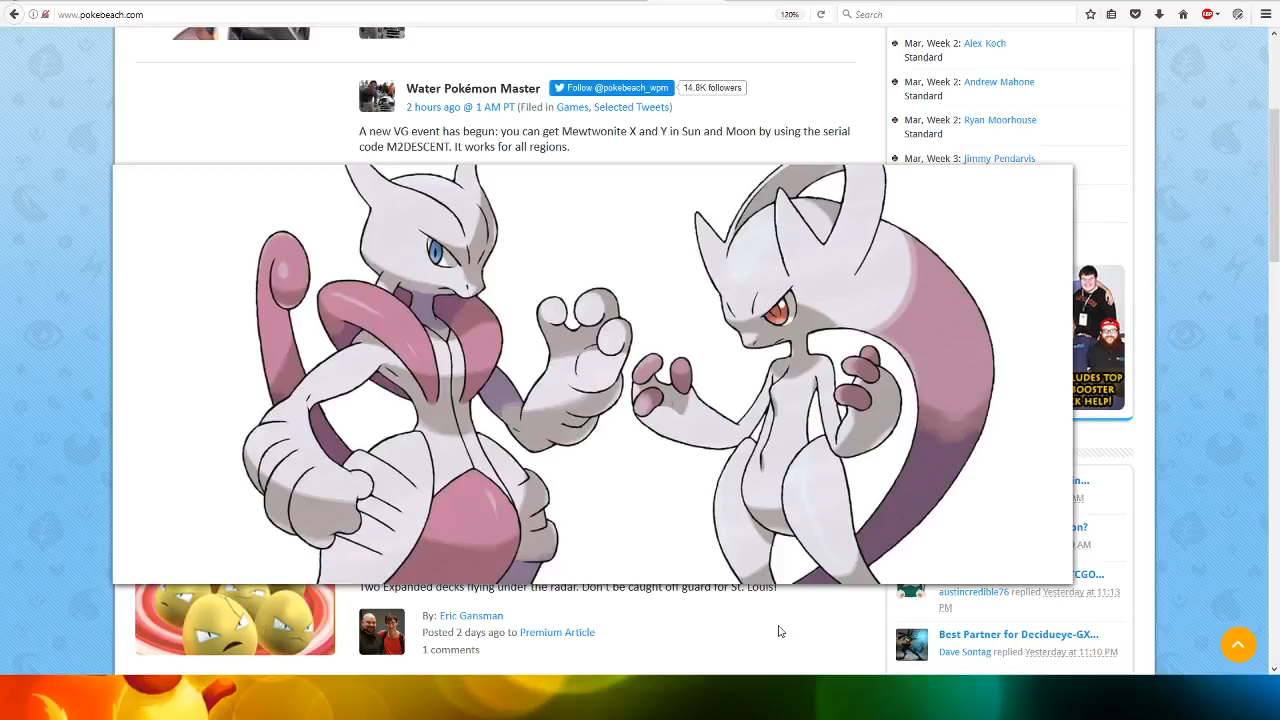 www.pokebeach.com
120%
Search
Water Pokémon Master
Follow @pokebeach_wpm
14.8K followers
2 hours ago @ 1 AM PT (Filed in Games, Selected Tweets)
A new VG event has begun: you can get Mewtwonite X and Y in Sun and Moon by using the serial
code M2DESCENT. It works for all regions.
Two Expanded decks flying under the radar. Don't be caught off guard for St. Louis!
By: Eric Gansman
Posted 2 days ago to Premium Article
1 comments
Mar, Week 2: Alex Koch
Standard
Mar, Week 2: Andrew Mahone
Standard
Mar, Week 2: Ryan Moorhouse
Standard
Mar, Week 3: Jimmy Pendarvis
TOP
AM
AM
austincredible76 replied Yesterday at 11:13
PM
Best Partner for Decidueye-GX...
Dave Sontag replied Yesterday at 11:10 PM